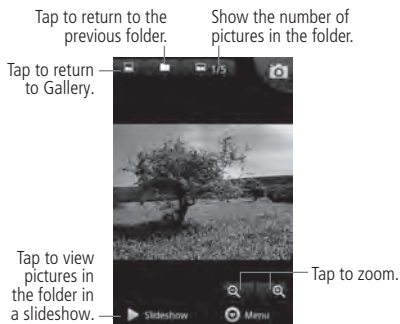 Tap to return to the
previous folder.
Show the number of
pictures in the folder.
Tap to return
to Gallery.
1/5
Tap to view
pictures in
the folder in
a slideshow.
Tap to zoom.
Slideshow
Menu